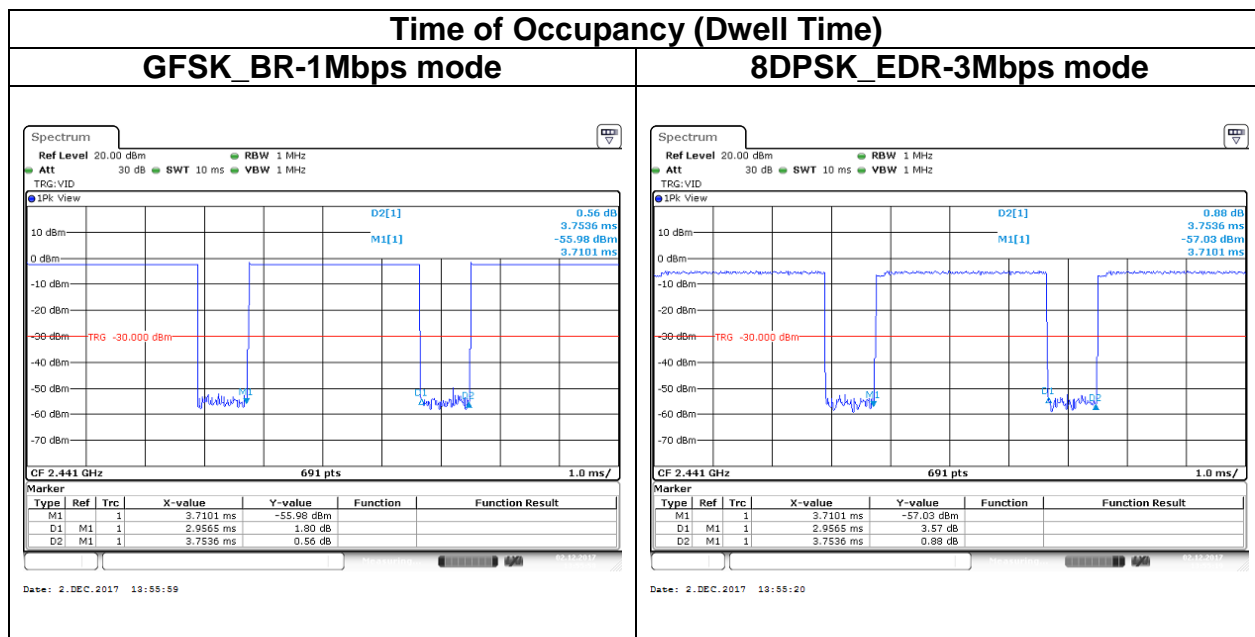 Time of Occupancy (Dwell Time)
GFSK_BR-1Mbps mode
8DPSK_EDR-3Mbps mode
Spectrum
Ref Level 20.00 dBm RBW 1 MHz
Att 30 dB SWT 10 ms VBW 1 MHz
TRG:VID
1Pk View
D2[1] 0.56 dB
3.7536 ms
10 dBm
M1[1] -55.98 dBm
3.7101 ms
0 dBm
-10 dBm
-20 dBm
-30 dBm TRG -30.000 dBm
-40 dBm
-50 dBm
M1 D1 D2
-60 dBm
-70 dBm
CF 2.441 GHz 691 pts 1.0 ms/
Marker
Type Ref Trc X-value Y-value Function Function Result
M1 1 3.7101 ms -55.98 dBm
D1 M1 1 2.9565 ms 1.80 dB
D2 M1 1 3.7536 ms 0.56 dB
Measuring 02.12.2017
Date: 2.DEC.2017 13:55:59
Spectrum
Ref Level 20.00 dBm RBW 1 MHz
Att 30 dB SWT 10 ms VBW 1 MHz
TRG:VID
1Pk View
D2[1] 0.88 dB
3.7536 ms
10 dBm
M1[1] -57.03 dBm
3.7101 ms
0 dBm
-10 dBm
-20 dBm
-30 dBm TRG -30.000 dBm
-40 dBm
-50 dBm
M1 D1 D2
-60 dBm
-70 dBm
CF 2.441 GHz 691 pts 1.0 ms/
Marker
Type Ref Trc X-value Y-value Function Function Result
M1 1 3.7101 ms -57.03 dBm
D1 M1 1 2.9565 ms 3.57 dB
D2 M1 1 3.7536 ms 0.88 dB
Measuring 02.12.2017
Date: 2.DEC.2017 13:55:20